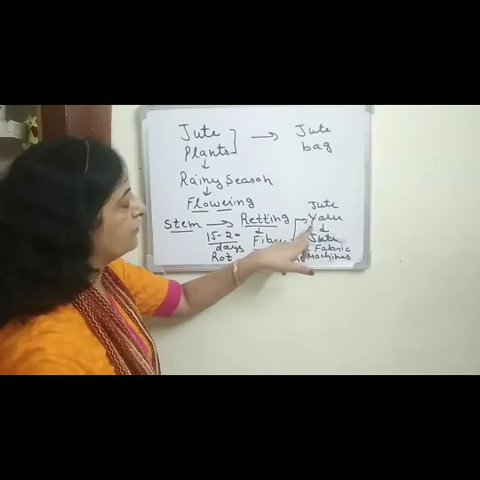 Jute
Plants } → Jute bag
↓
Rainy Season
↓
Flowering
Stem → Retting
15-20 days
Rot
↓
Fibre
Jute
Yarn
↓
Jute
Fabric
Machines